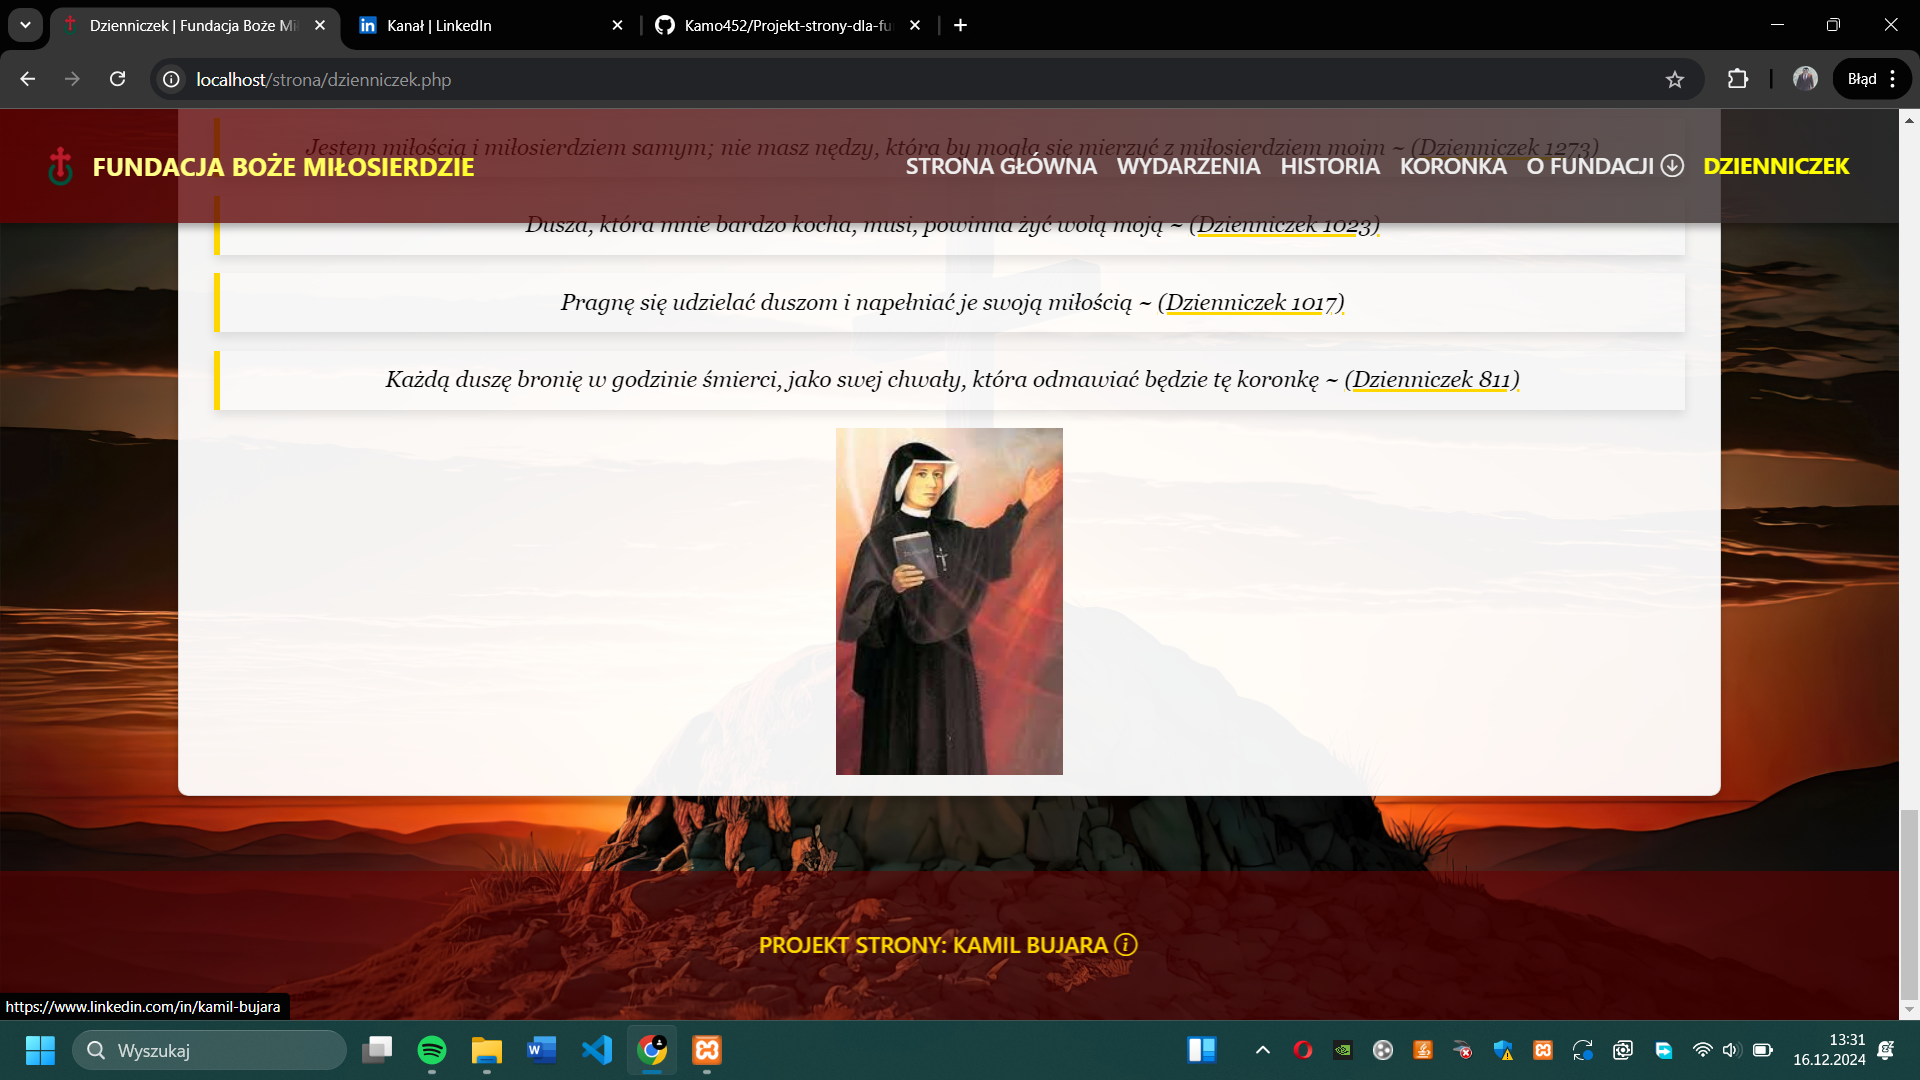 Dzienniczek | Fundacja Boże Mi
Kanał | LinkedIn
Kamo452/Projekt-strony-dla-fu
localhost/strona/dzienniczek.php
Błąd
Jestem miłością i miłosierdziem samym; nie masz nędzy, która by mogła się mierzyć z miłosierdziem moim ~ (Dzienniczek 1273)
FUNDACJA BOŻE MIŁOSIERDZIE
STRONA GŁÓWNA WYDARZENIA HISTORIA KORONKA O FUNDACJI DZIENNICZEK
Dusza, która mnie bardzo kocha, musi, powinna żyć wolą moją ~ (Dzienniczek 1023)
Pragnę się udzielać duszom i napełniać je swoją miłością ~ (Dzienniczek 1017)
Każdą duszę bronię w godzinie śmierci, jako swej chwały, która odmawiać będzie tę koronkę ~ (Dzienniczek 811)
PROJEKT STRONY: KAMIL BUJARA
https://www.linkedin.com/in/kamil-bujara
Wyszukaj
13:31
16.12.2024